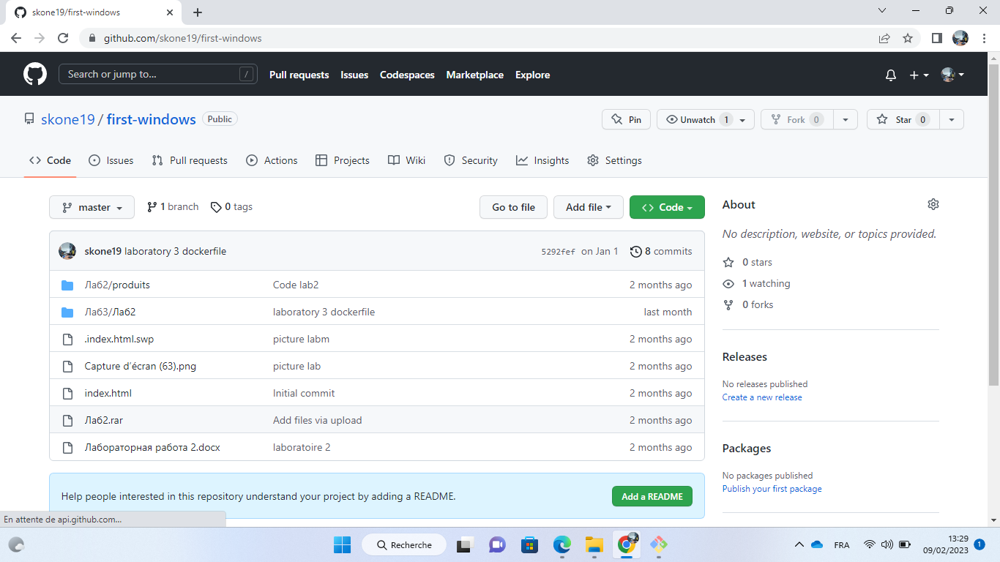 skone19/first-windows
github.com/skone19/first-windows
Search or jump to... / Pull requests Issues Codespaces Marketplace Explore
skone19 / first-windows Public Pin Unwatch 1 Fork 0 Star 0
Code Issues Pull requests Actions Projects Wiki Security Insights Settings
master 1 branch 0 tags Go to file Add file Code
skone19 laboratory 3 dockerfile 5292fef on Jan 1 8 commits
Лаб2/produits Code lab2 2 months ago
Лаб3/Лаб2 laboratory 3 dockerfile last month
.index.html.swp picture labm 2 months ago
Capture d'écran (63).png picture lab 2 months ago
index.html Initial commit 2 months ago
Лаб2.rar Add files via upload 2 months ago
Лабораторная работа 2.docx laboratoire 2 2 months ago
Help people interested in this repository understand your project by adding a README. Add a README
About
No description, website, or topics provided.
0 stars
1 watching
0 forks
Releases
No releases published
Create a new release
Packages
No packages published
Publish your first package
En attente de api.github.com...
Recherche
FRA
13:29
09/02/2023
1